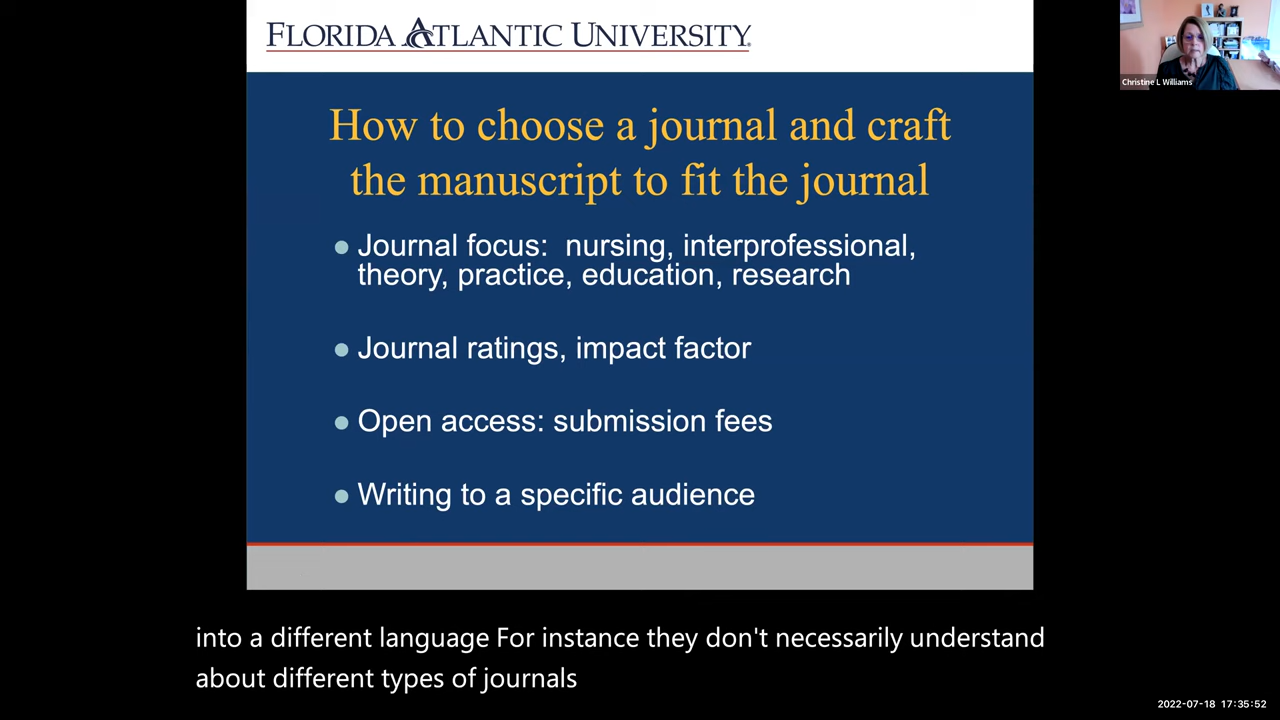 FLORIDA ATLANTIC UNIVERSITY
Christine L Williams
How to choose a journal and craft
the manuscript to fit the journal
Journal focus: nursing, interprofessional,
theory, practice, education, research
Journal ratings, impact factor
Open access: submission fees
Writing to a specific audience
into a different language For instance they don't necessarily understand
about different types of journals
2022-07-18 17:35:52